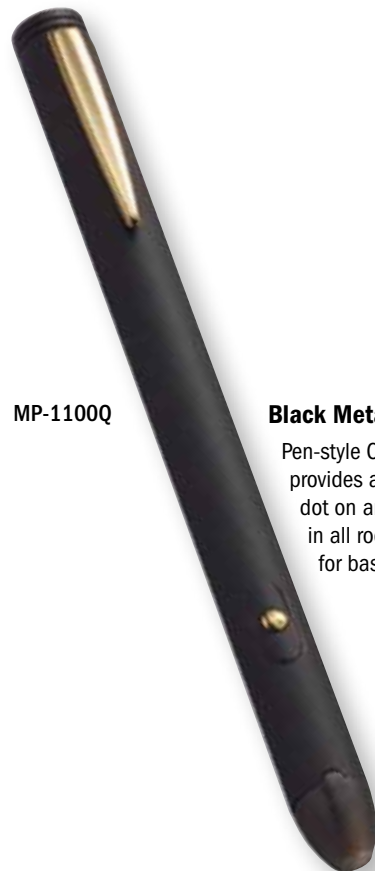 MP-1100Q
Black Meta
Pen-style C
provides a
dot on a
in all ro
for bas